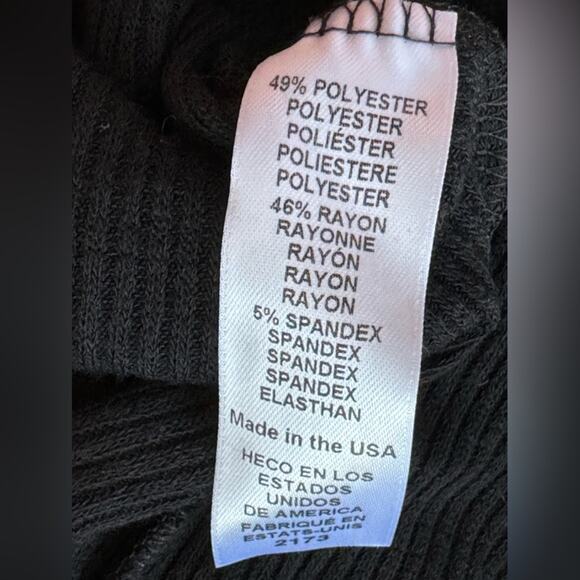 49% POLYESTER
POLYESTER
POLIÉSTER
POLIESTERE
POLYESTER
46% RAYON
RAYONNE
RAYÓN
RAYON
RAYON
5% SPANDEX
SPANDEX
SPANDEX
SPANDEX
ELASTHAN
Made in the USA
HECO EN LOS
ESTADOS
UNIDOS
DE AMERICA
FABRIQUÉ EN
ESTATS-UNIS
2173